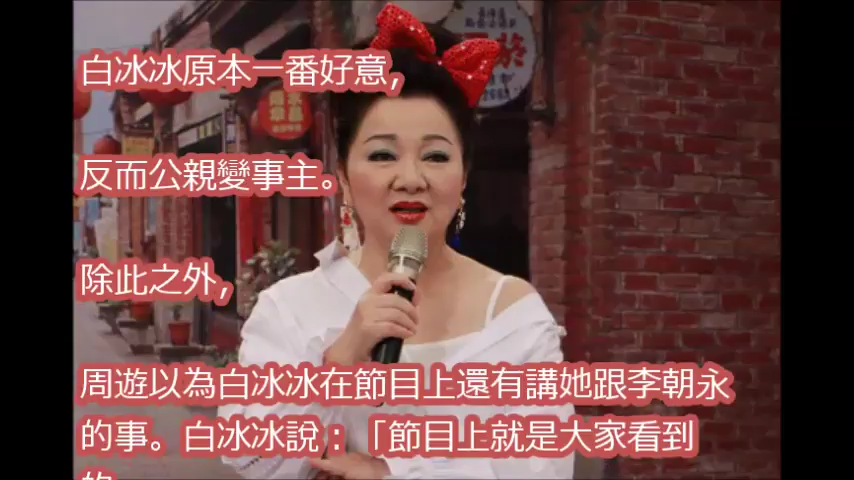 白冰冰原本一番好意，
反而公親變事主。
除此之外，
周遊以為白冰冰在節目上還有講她跟李朝永
的事。白冰冰說：「節目上就是大家看到